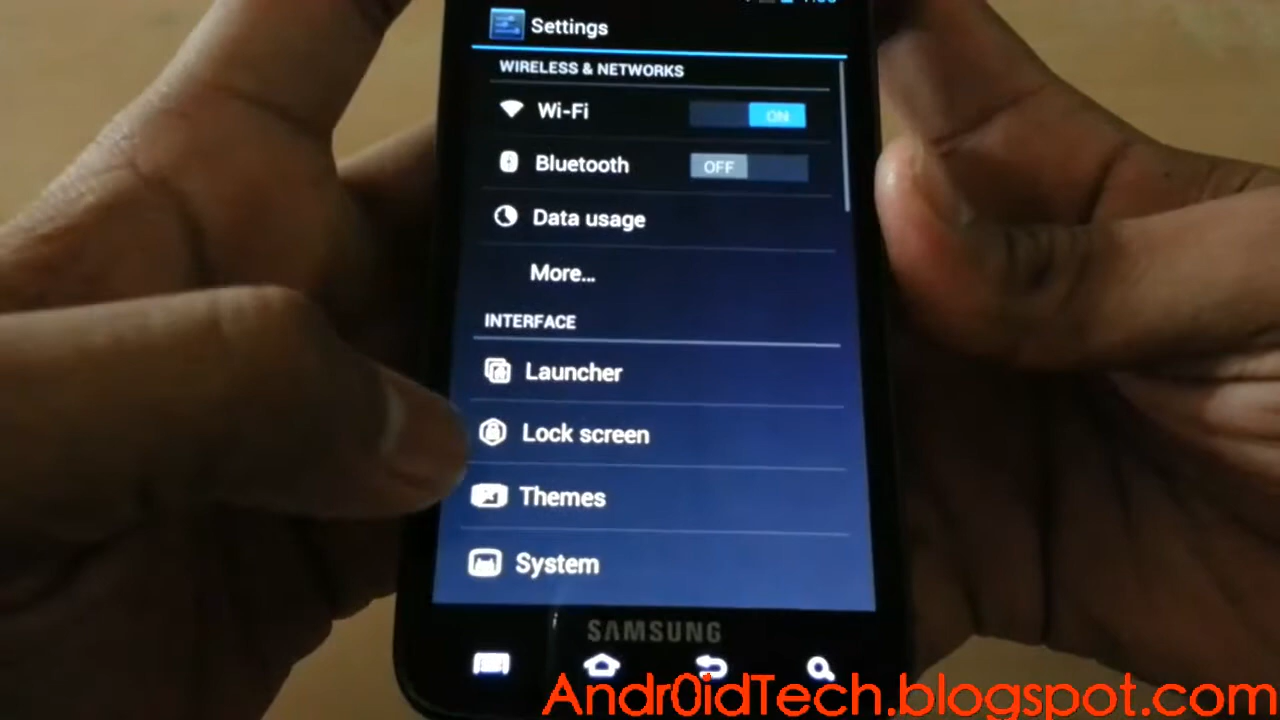 Settings
WIRELESS & NETWORKS
Wi-Fi ON
Bluetooth OFF
Data usage
More...
INTERFACE
Launcher
Lock screen
Themes
System
SAMSUNG
Andr0idTech.blogspot.com